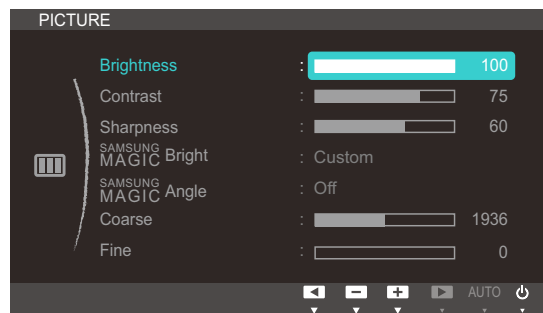 PICTURE
Brightness : 100
Contrast : 75
Sharpness : 60
SAMSUNG MAGIC Bright : Custom
SAMSUNG MAGIC Angle : Off
Coarse : 1936
Fine : 0
AUTO